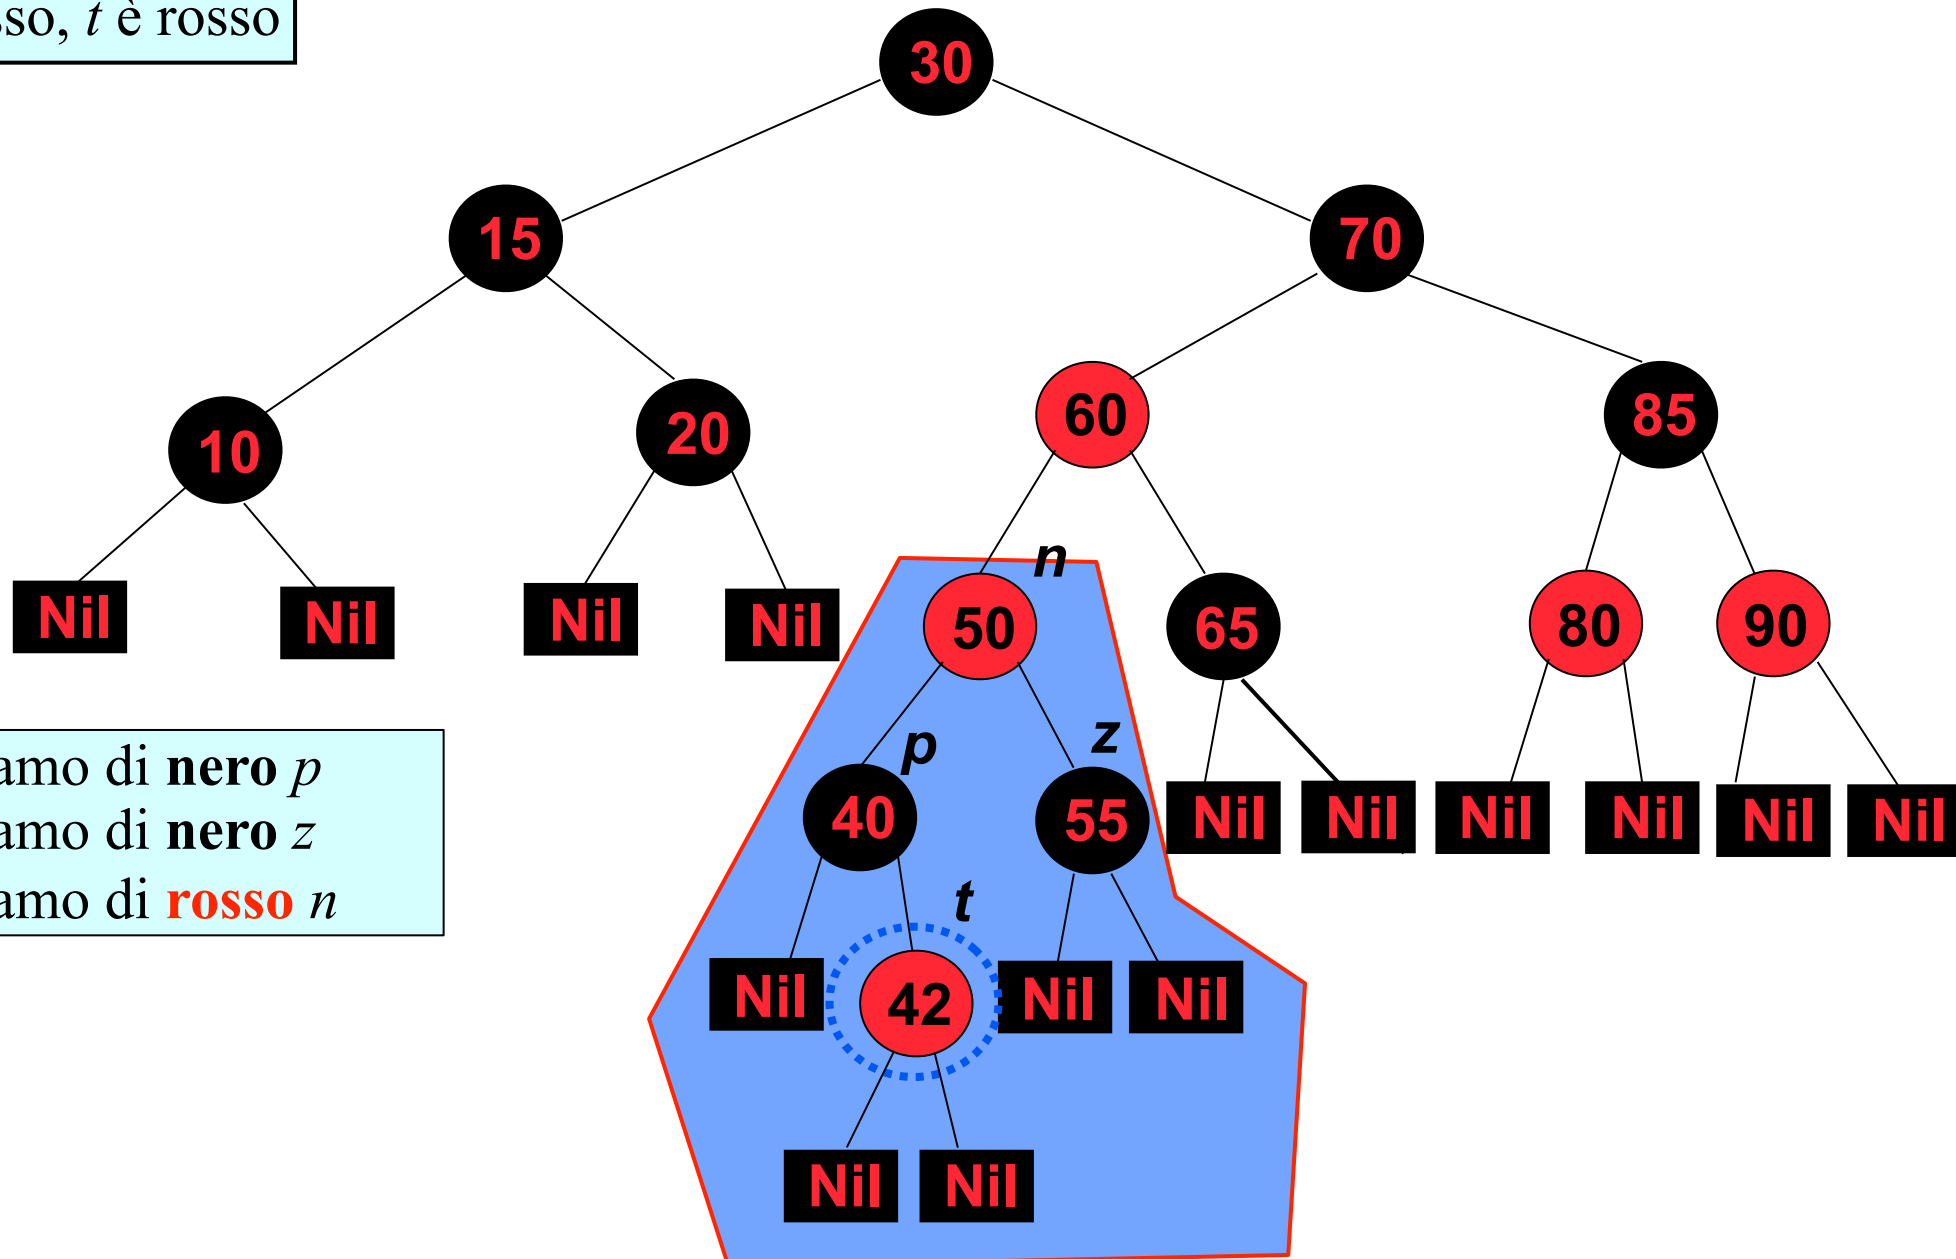 sso, t è rosso
30
15
70
60
85
10
20
n
Nil
Nil
Nil
Nil
50
65
80
90
p
z
amo di nero p
amo di nero z
amo di rosso n
40
55
Nil
Nil
Nil
Nil
Nil
Nil
t
Nil
42
Nil
Nil
Nil
Nil